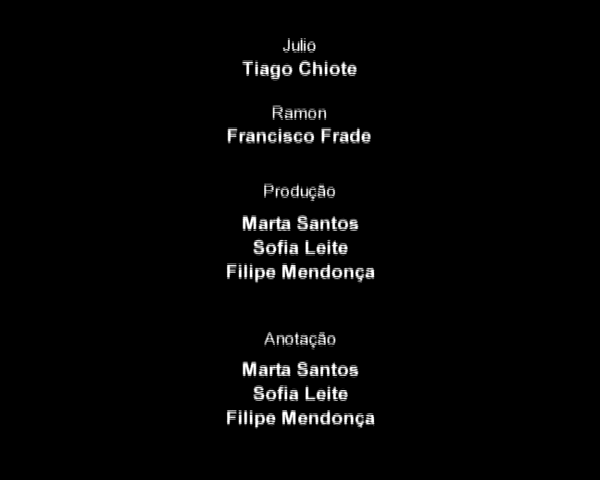 Julio
Tiago Chiote
Ramon
Francisco Frade
Produção
Marta Santos
Sofia Leite
Filipe Mendonça
Anotação
Marta Santos
Sofia Leite
Filipe Mendonça